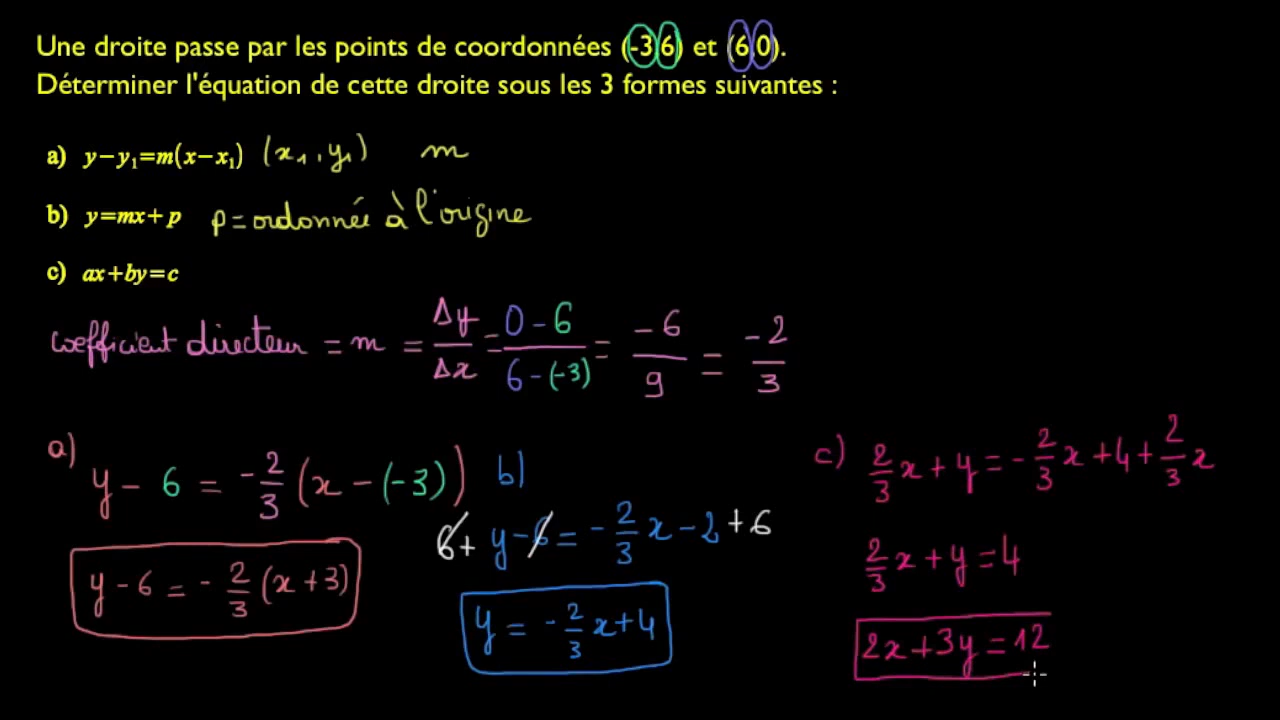 Une droite passe par les points de coordonnées (-3 6) et (6,0).
Déterminer l'équation de cette droite sous les 3 formes suivantes :
a) y−y₁=m(x−x₁) (x₁, y₁) m
b) y=mx+p p=ordonnée à l'origine
c) ax+by=c
coefficient directeur = m = Δy/Δx = (0-6)/(6-(-3)) = -6/9 = -2/3
a) y - 6 = -2/3 (x - (-3))
y - 6 = -2/3 (x+3)
b)
6+ y-6 = -2/3 x - 2 + 6
y = -2/3 x + 4
c) 2/3 x + y = -2/3 x + 4 + 2/3 x
2/3 x + y = 4
2x + 3y = 12